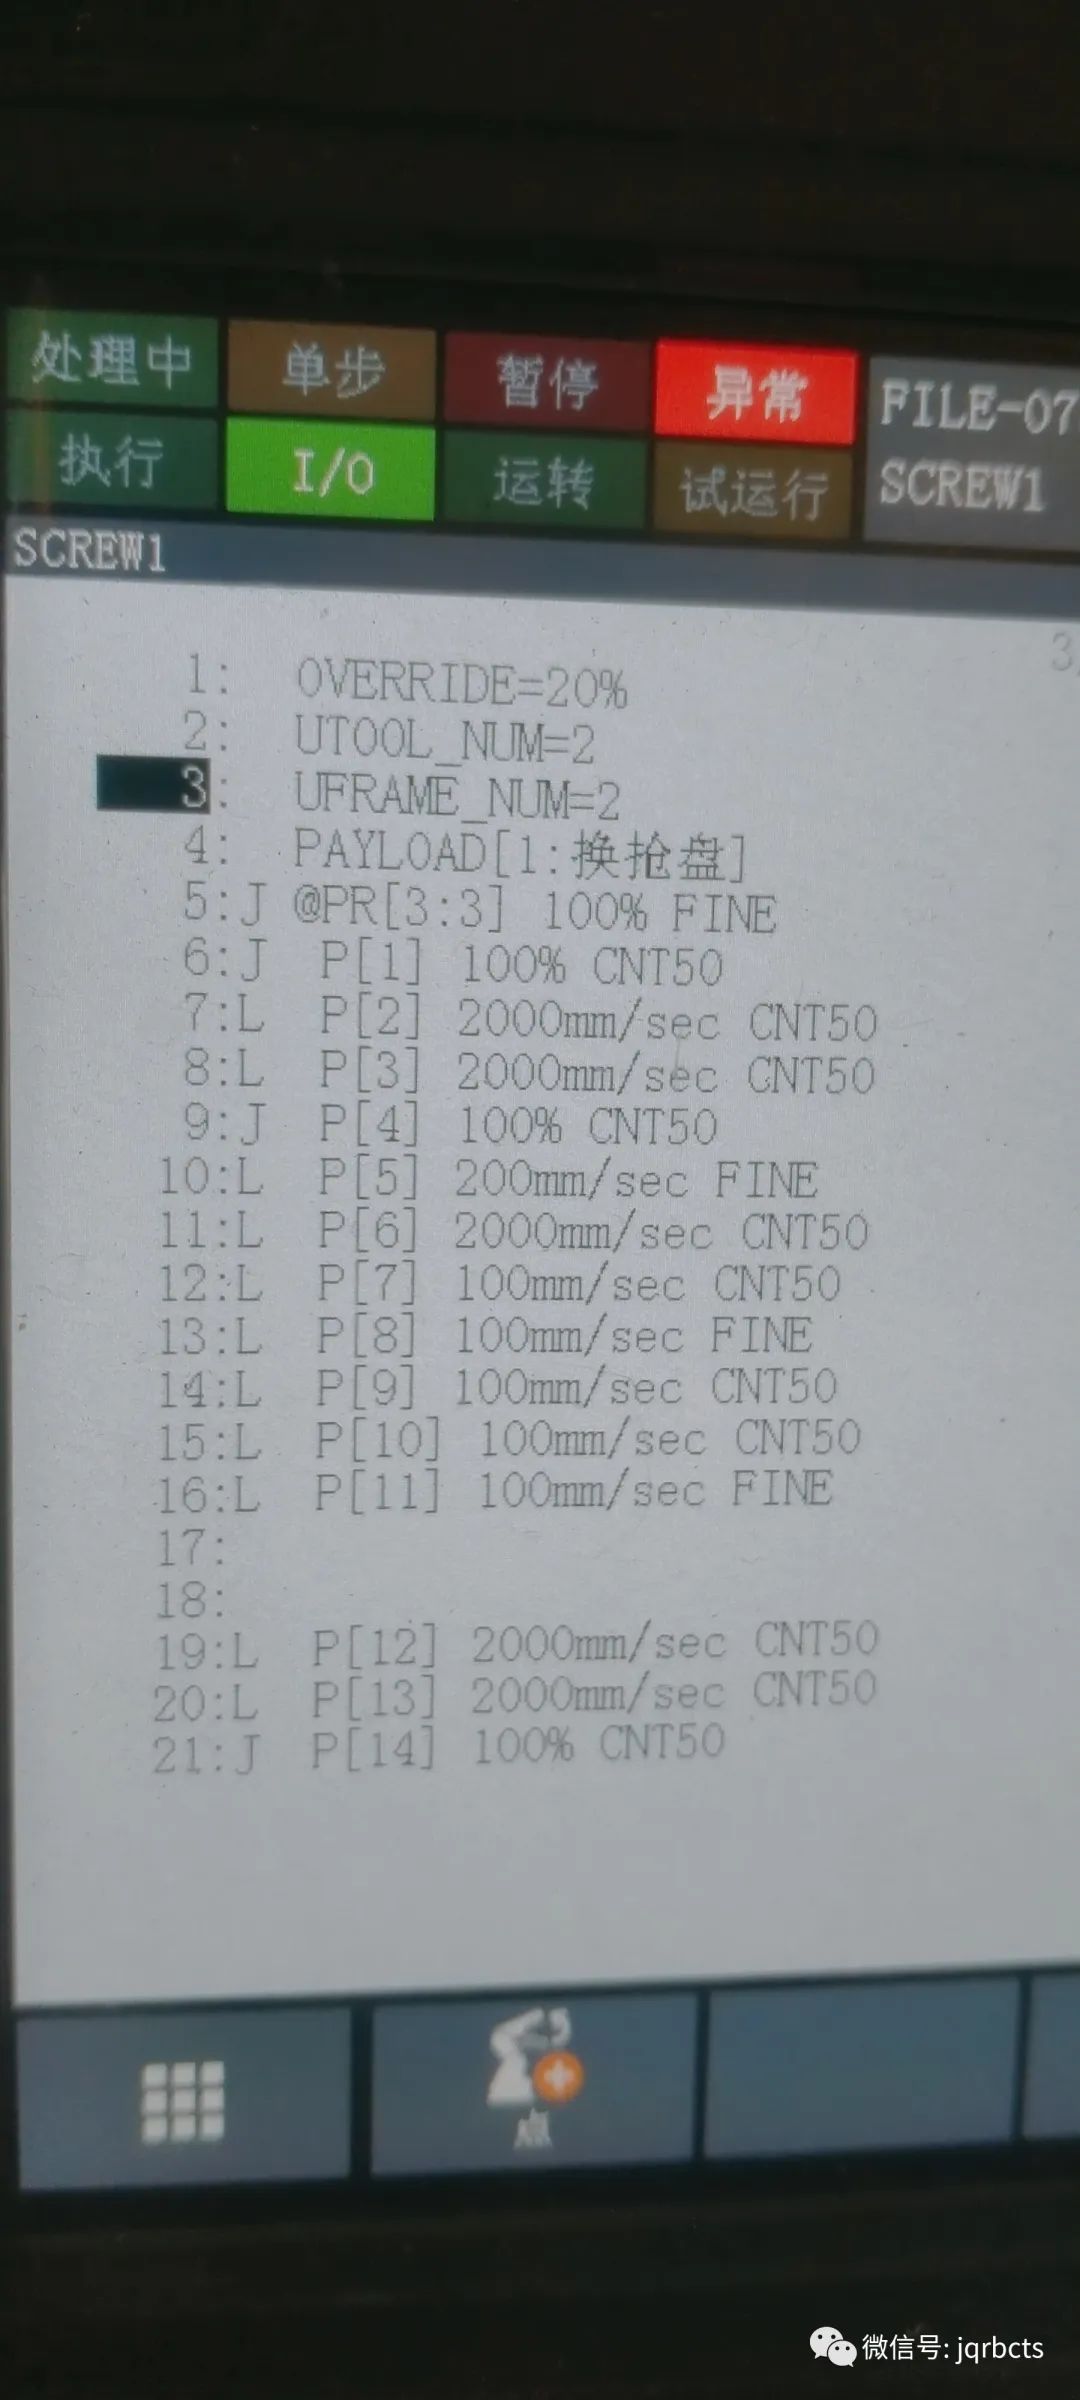 处理中 单步 暂停 异常 FILE-07
执行 I/O 运转 试运行 SCREW1
SCREW1
3
1: OVERRIDE=20%
2: UTOOL_NUM=2
3: UFRAME_NUM=2
4: PAYLOAD[1:换抢盘]
5:J @PR[3:3] 100% FINE
6:J P[1] 100% CNT50
7:L P[2] 2000mm/sec CNT50
8:L P[3] 2000mm/sec CNT50
9:J P[4] 100% CNT50
10:L P[5] 200mm/sec FINE
11:L P[6] 2000mm/sec CNT50
12:L P[7] 100mm/sec CNT50
13:L P[8] 100mm/sec FINE
14:L P[9] 100mm/sec CNT50
15:L P[10] 100mm/sec CNT50
16:L P[11] 100mm/sec FINE
17:
18:
19:L P[12] 2000mm/sec CNT50
20:L P[13] 2000mm/sec CNT50
21:J P[14] 100% CNT50
点
微信号: jqrbcts